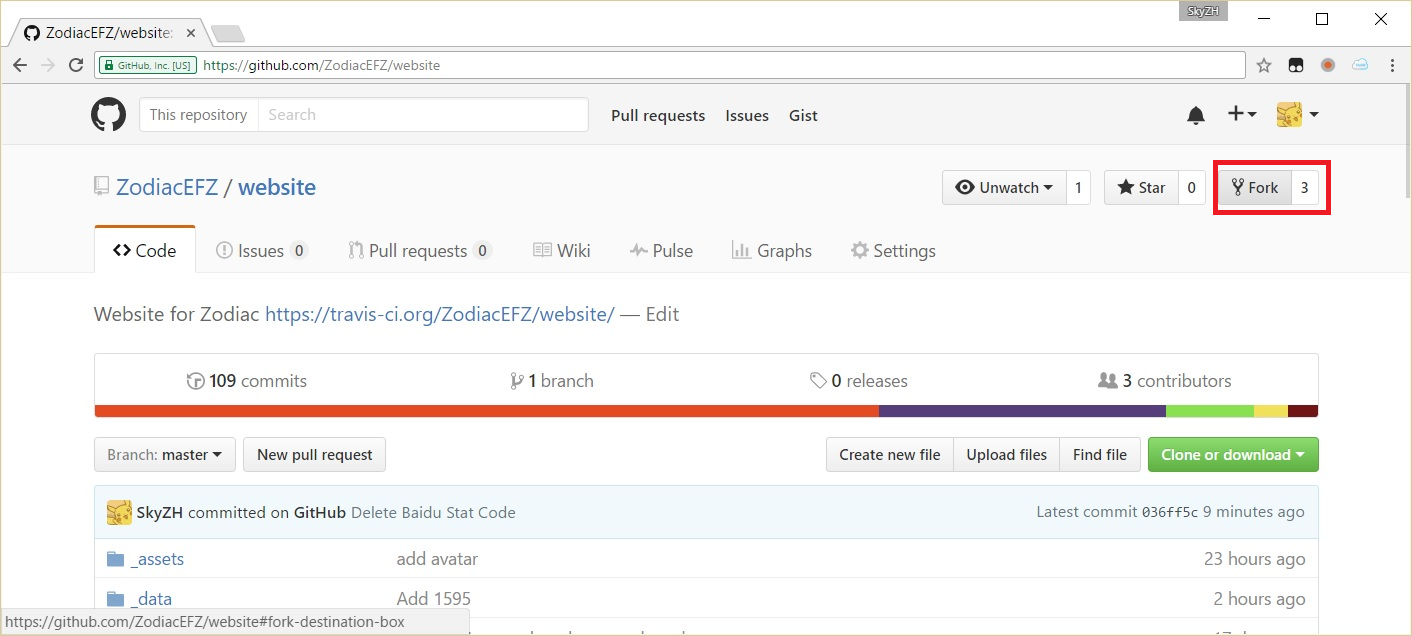 SkyZH
ZodiacEFZ/website:
GitHub, Inc. [US] https://github.com/ZodiacEFZ/website
This repository Search Pull requests Issues Gist
ZodiacEFZ / website Unwatch 1 Star 0 Fork 3
Code Issues 0 Pull requests 0 Wiki Pulse Graphs Settings
Website for Zodiac https://travis-ci.org/ZodiacEFZ/website/ — Edit
109 commits 1 branch 0 releases 3 contributors
Branch: master New pull request Create new file Upload files Find file Clone or download
SkyZH committed on GitHub Delete Baidu Stat Code Latest commit 036ff5c 9 minutes ago
_assets add avatar 23 hours ago
_data Add 1595 2 hours ago
https://github.com/ZodiacEFZ/website#fork-destination-box